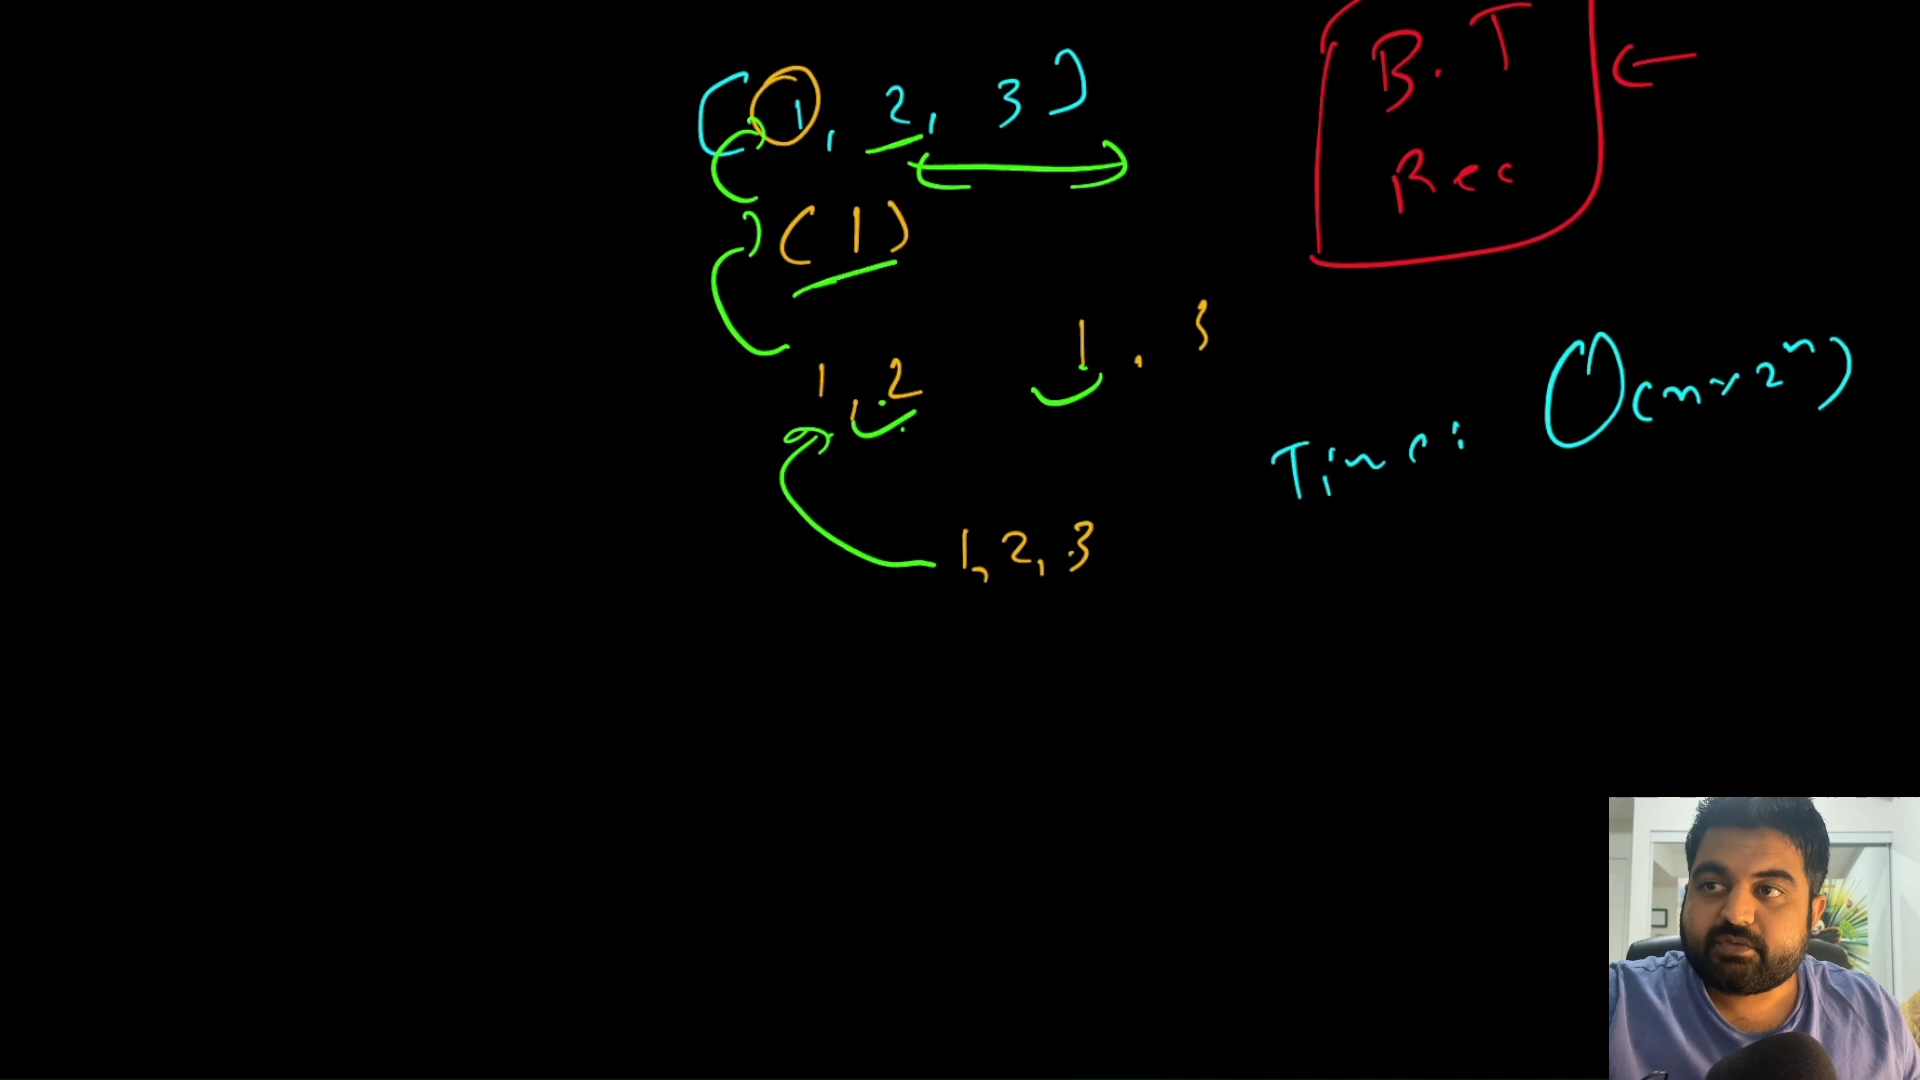 [1, 2, 3]
(1)
1, 2
1, 3
1, 2, 3
B.T
Rec
Time: O(n × 2ⁿ)